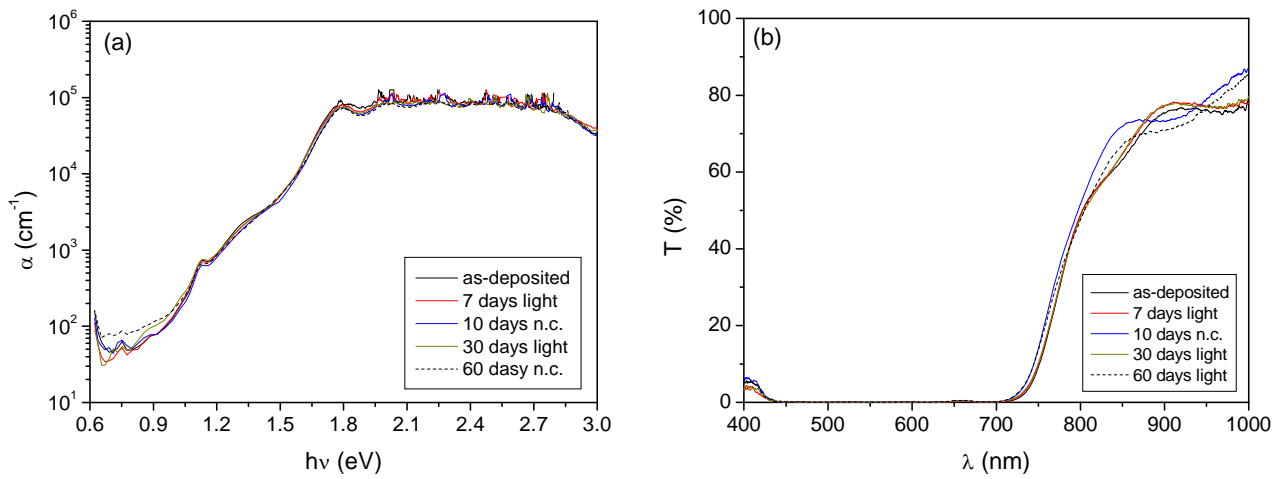 (a)
10^6
10^5
10^4
10^3
10^2
10^1
α (cm^-1)
0.6 0.9 1.2 1.5 1.8 2.1 2.4 2.7 3.0
hν (eV)
as-deposited
7 days light
10 days n.c.
30 days light
60 dasy n.c.
(b)
100
80
60
40
20
0
T (%)
400 500 600 700 800 900 1000
λ (nm)
as-deposited
7 days light
10 days n.c.
30 days light
60 days light